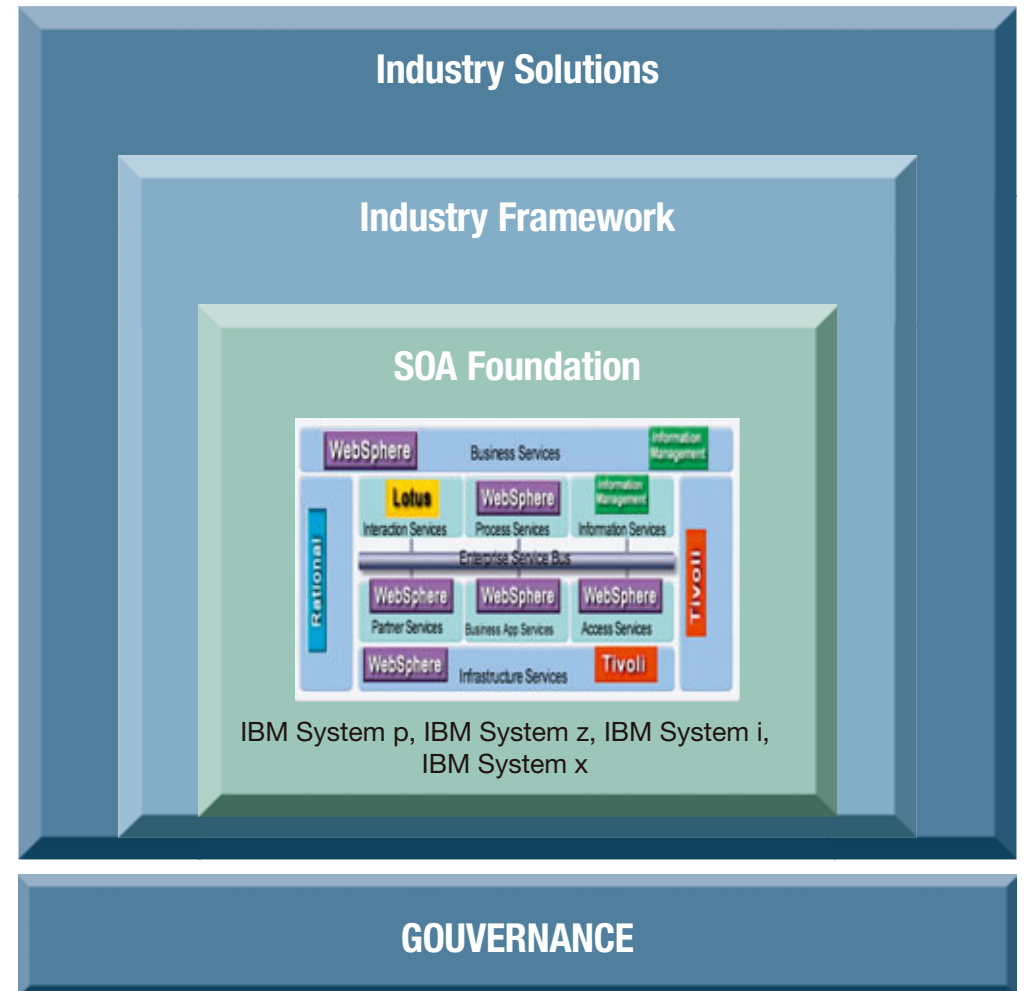 Industry Solutions
Industry Framework
SOA Foundation
WebSphere Business Services Information
Management
Lotus WebSphere Information
Management
Interaction Services Process Services Information Services
Rational
Enterprise Service Bus
Tivoli
WebSphere WebSphere WebSphere
Partner Services Business App Services Access Services
WebSphere Infrastructure Services Tivoli
IBM System p, IBM System z, IBM System i,
IBM System x
GOUVERNANCE